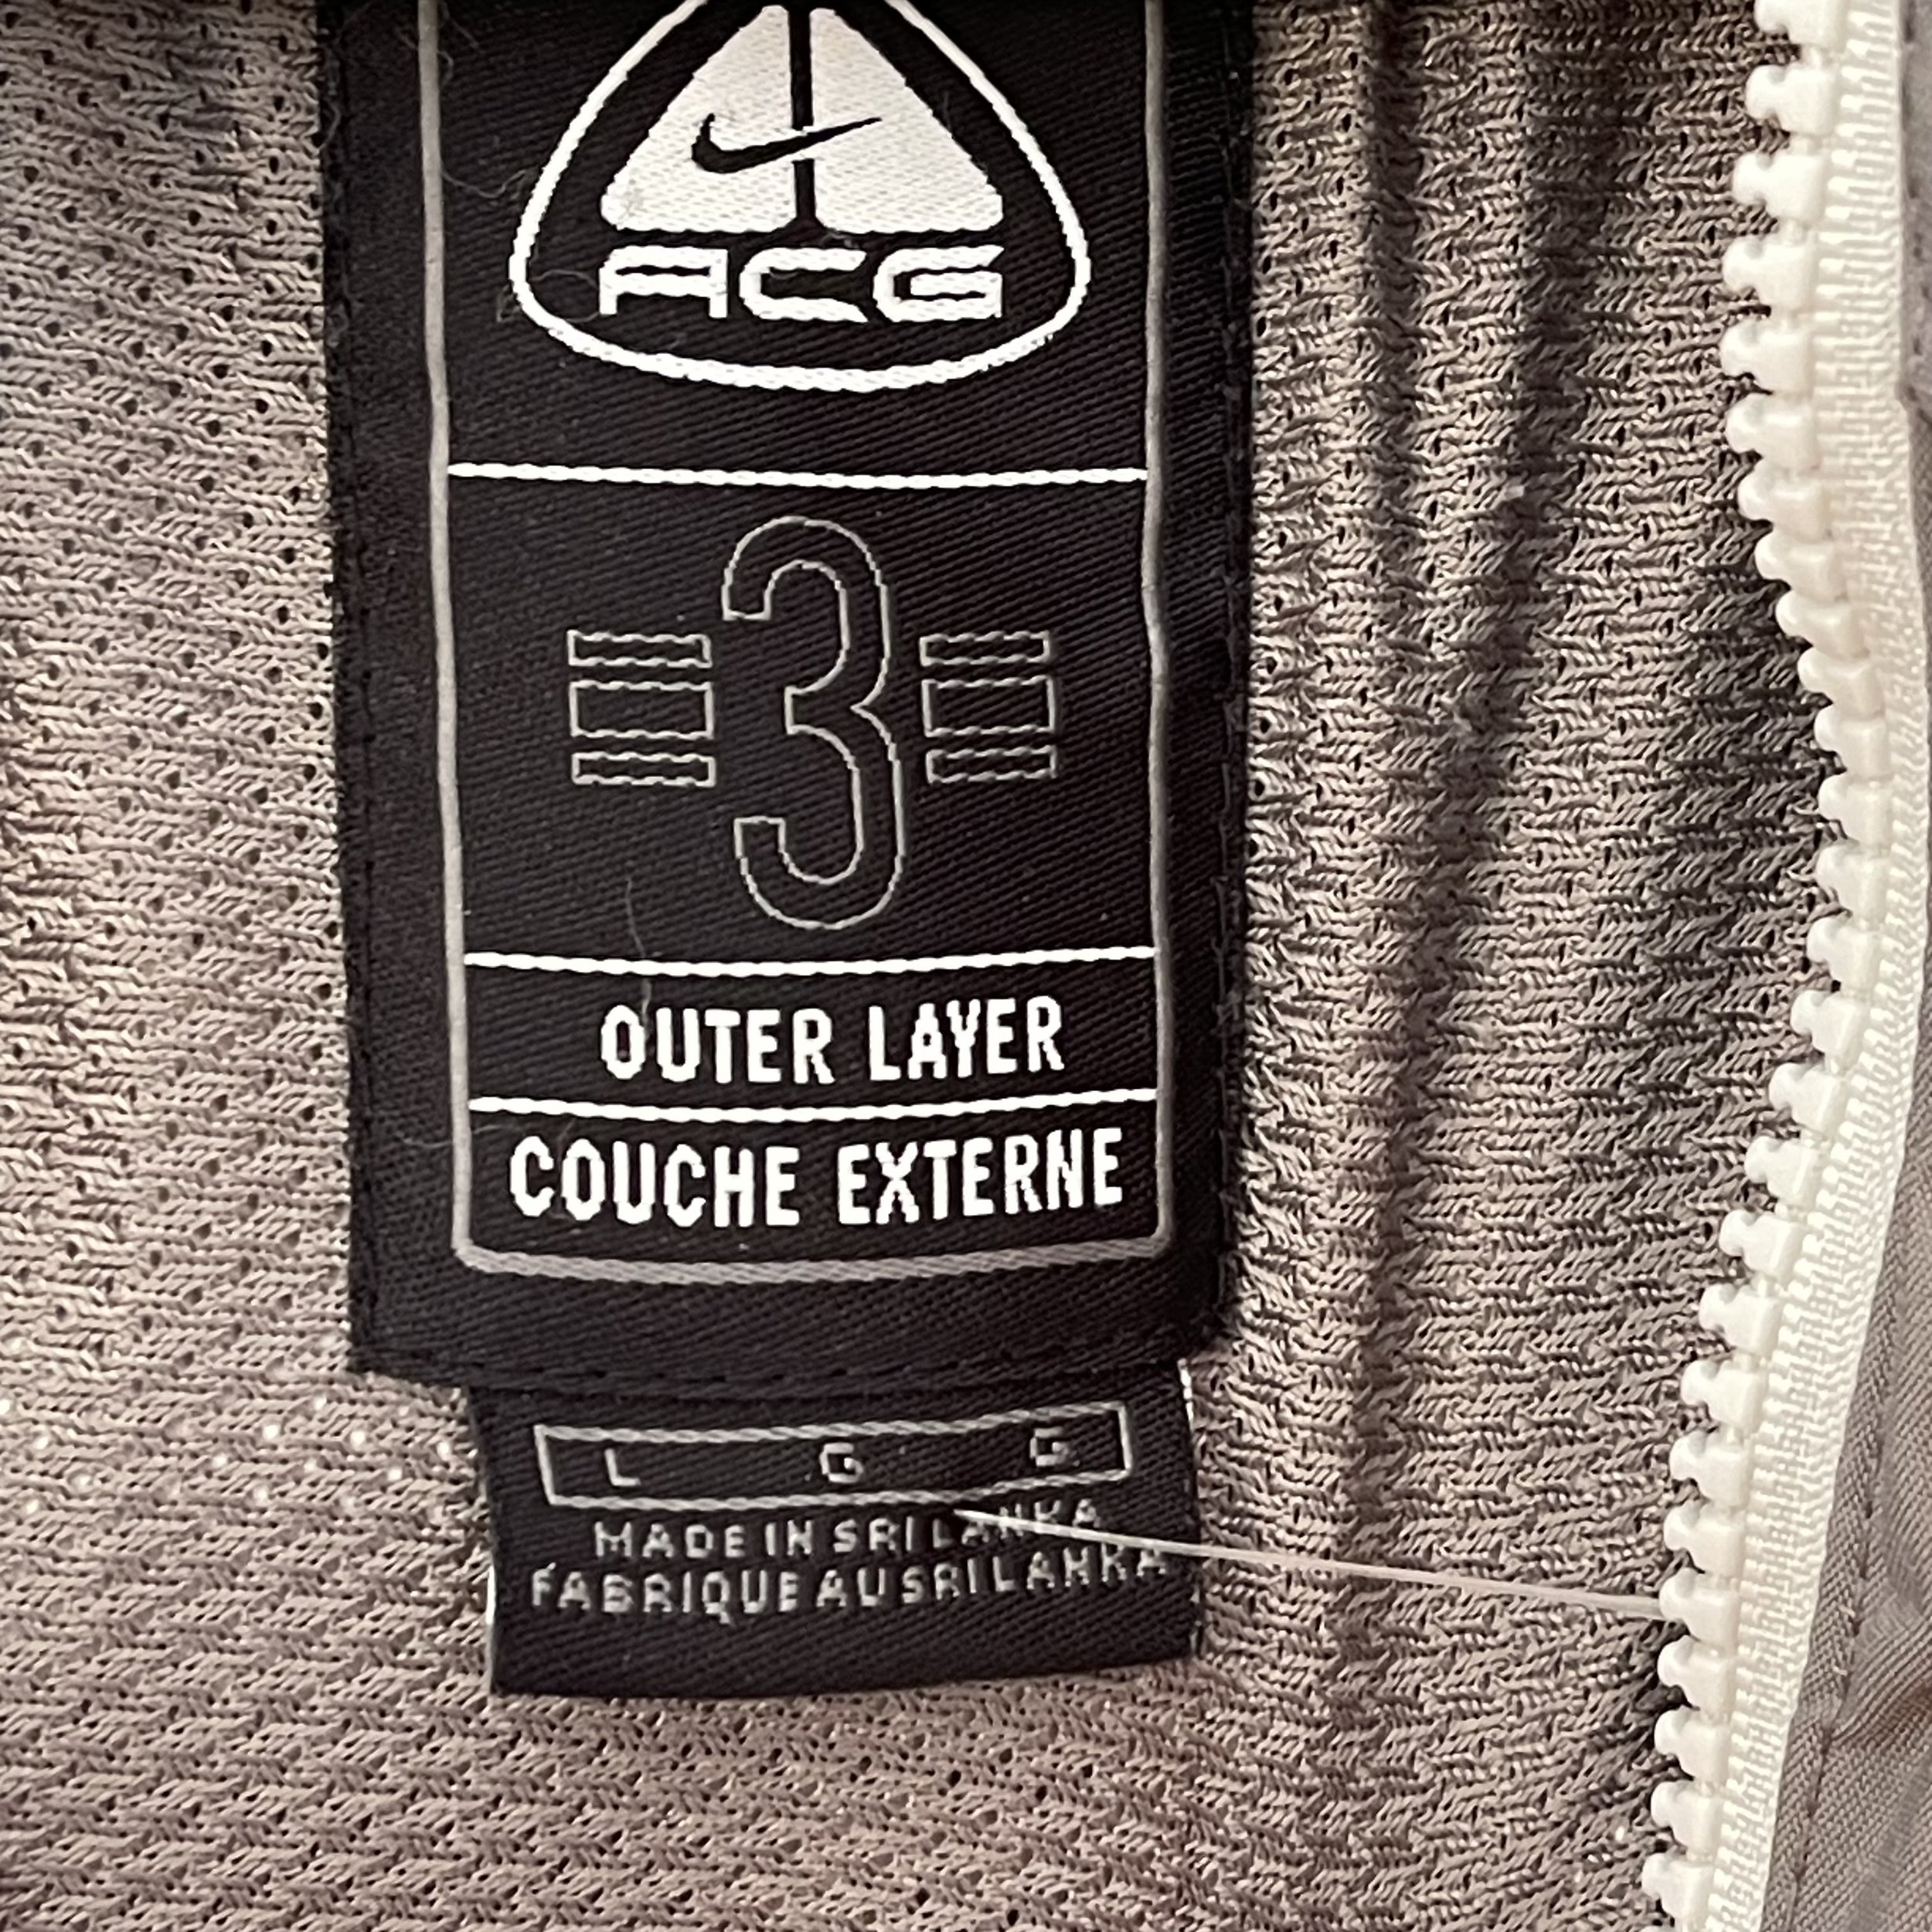 ACG
3
OUTER LAYER
COUCHE EXTERNE
L G G
MADE IN SRI LANKA
FABRIQUE AU SRI LANKA